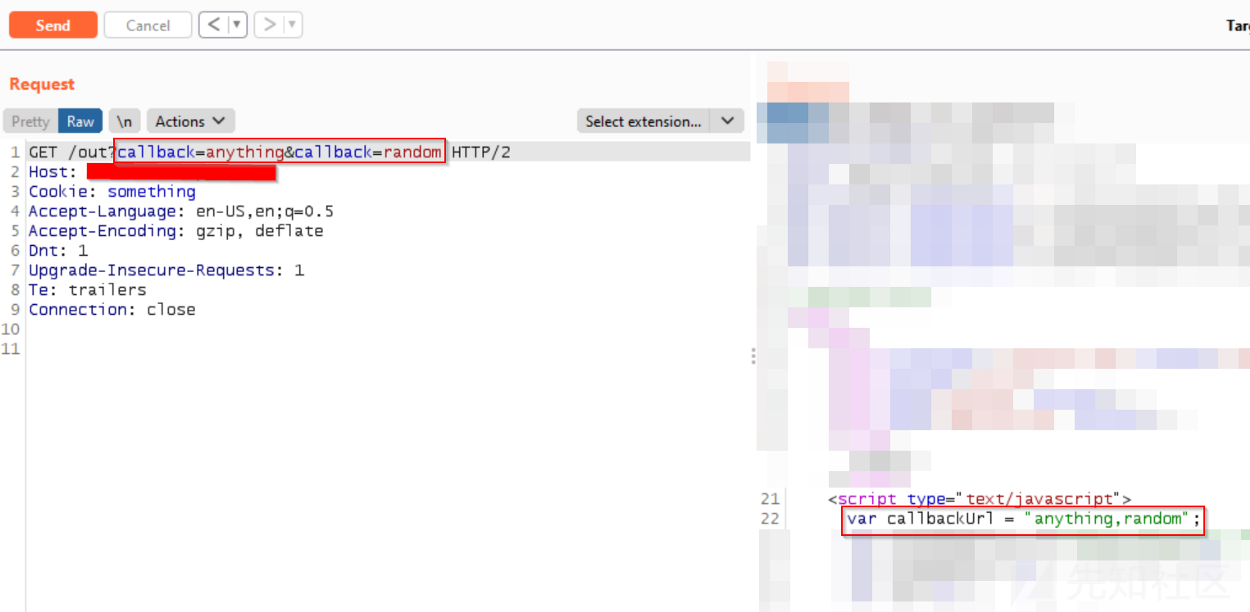 Send
Cancel
Targ
Request
Pretty
Raw
\n
Actions
Select extension...
1 GET /out?callback=anything&callback=random HTTP/2
2 Host:
3 Cookie: something
4 Accept-Language: en-US,en;q=0.5
5 Accept-Encoding: gzip, deflate
6 Dnt: 1
7 Upgrade-Insecure-Requests: 1
8 Te: trailers
9 Connection: close
10
11
21 <script type="text/javascript">
22 var callbackUrl = "anything,random";
先知社区